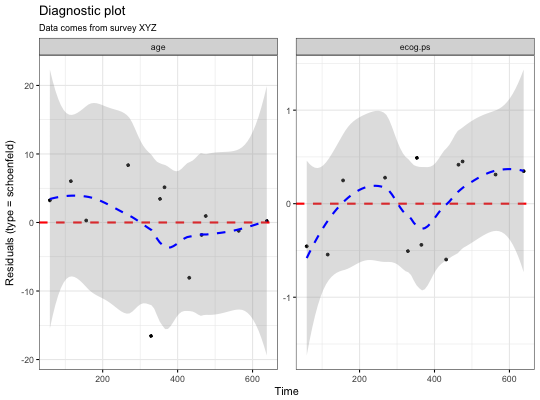 Diagnostic plot
Data comes from survey XYZ
age
ecog.ps
Residuals (type = schoenfeld)
20
10
0
-10
-20
1
0
-1
200
400
600
200
400
600
Time